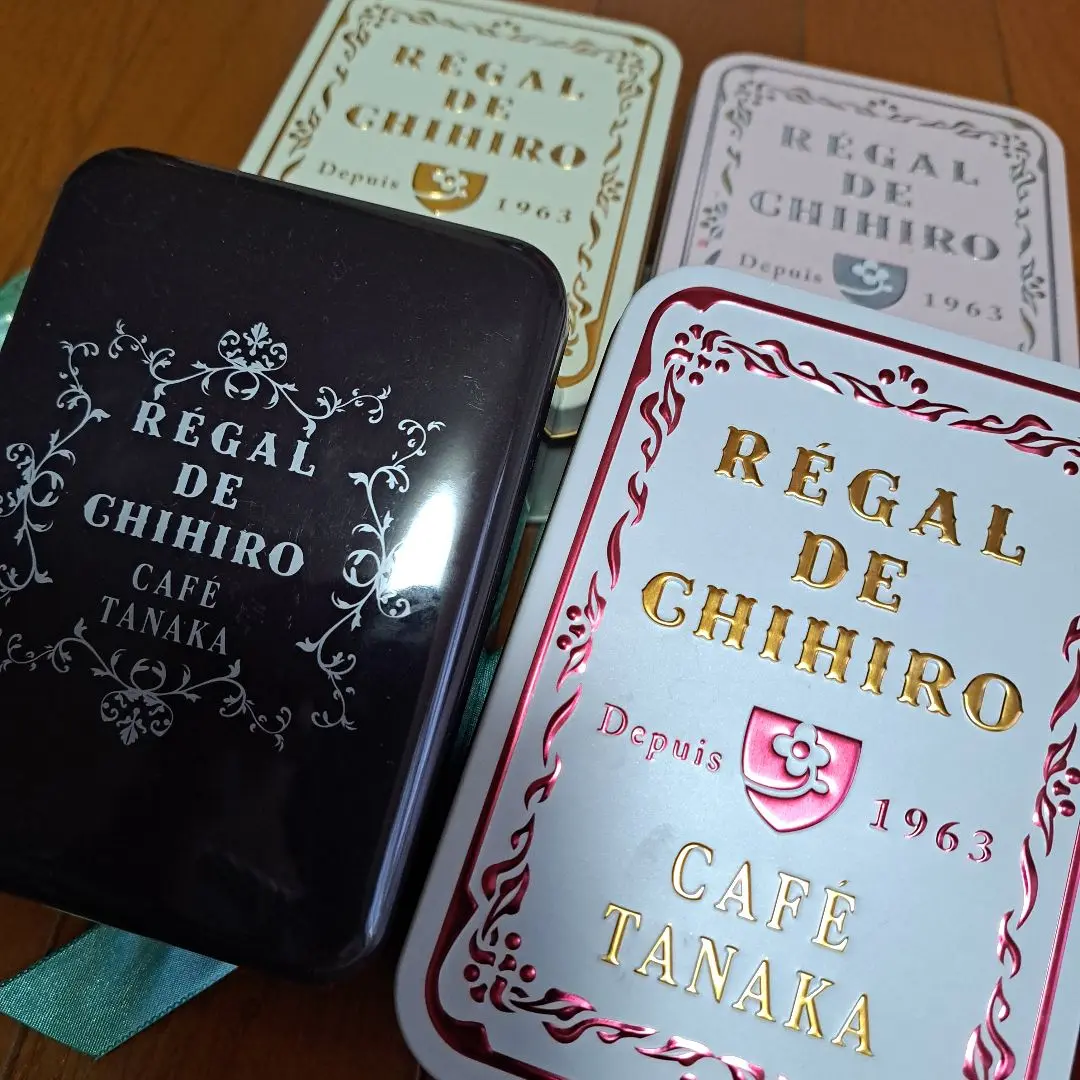 RÉGAL
DE
CHIHIRO
Depuis 1963
RÉGAL
DE
CHIHIRO
Depuis 1963
RÉGAL
DE
CHIHIRO
CAFÉ
TANAKA
RÉGAL
DE
CHIHIRO
Depuis 1963
CAFÉ
TANAKA